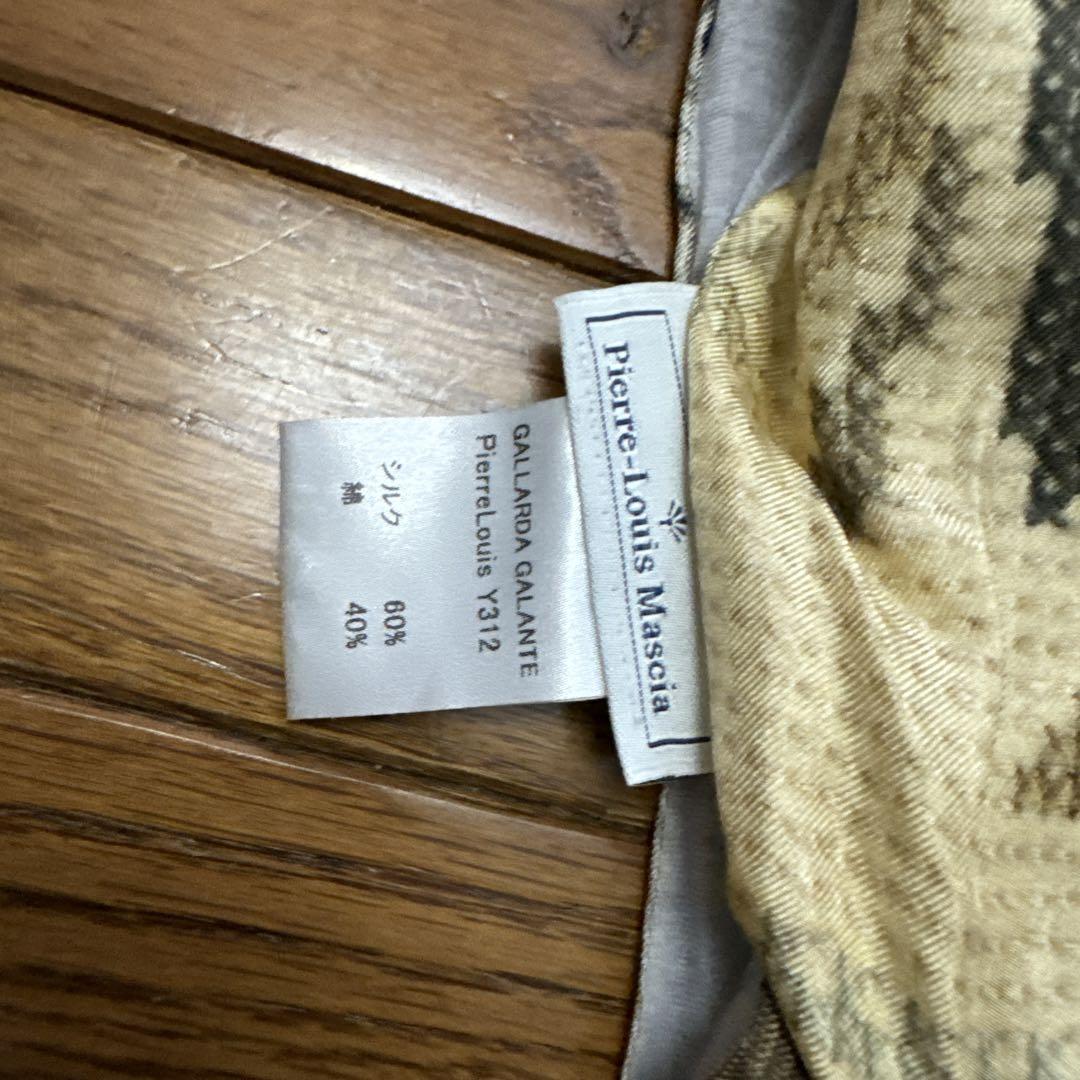 Pierre-Louis Mascia
GALLARDA GALANTE
PierreLouis Y312
シルク 60%
綿 40%